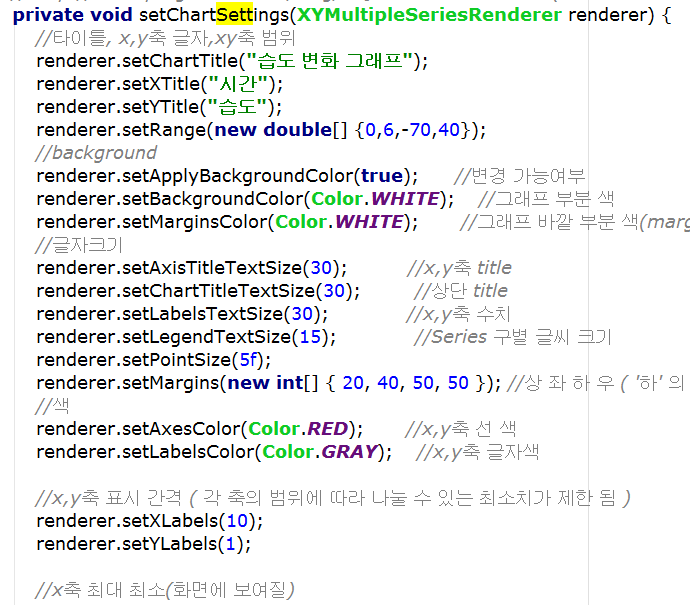 private void setChartSettings(XYMultipleSeriesRenderer renderer) {
//타이틀, x,y축 글자,xy축 범위
renderer.setChartTitle("습도 변화 그래프");
renderer.setXTitle("시간");
renderer.setYTitle("습도");
renderer.setRange(new double[] {0,6,-70,40});
//background
renderer.setApplyBackgroundColor(true); //변경 가능여부
renderer.setBackgroundColor(Color.WHITE); //그래프 부분 색
renderer.setMarginsColor(Color.WHITE); //그래프 바깥 부분 색(marg
//글자크기
renderer.setAxisTitleTextSize(30); //x,y축 title
renderer.setChartTitleTextSize(30); //상단 title
renderer.setLabelsTextSize(30); //x,y축 수치
renderer.setLegendTextSize(15); //Series 구별 글씨 크기
renderer.setPointSize(5f);
renderer.setMargins(new int[] { 20, 40, 50, 50 }); //상 좌 하 우 ( '하' 의
//색
renderer.setAxesColor(Color.RED); //x,y축 선 색
renderer.setLabelsColor(Color.GRAY); //x,y축 글자색
//x,y축 표시 간격 ( 각 축의 범위에 따라 나눌 수 있는 최소치가 제한 됨 )
renderer.setXLabels(10);
renderer.setYLabels(1);
//x축 최대 최소(화면에 보여질)